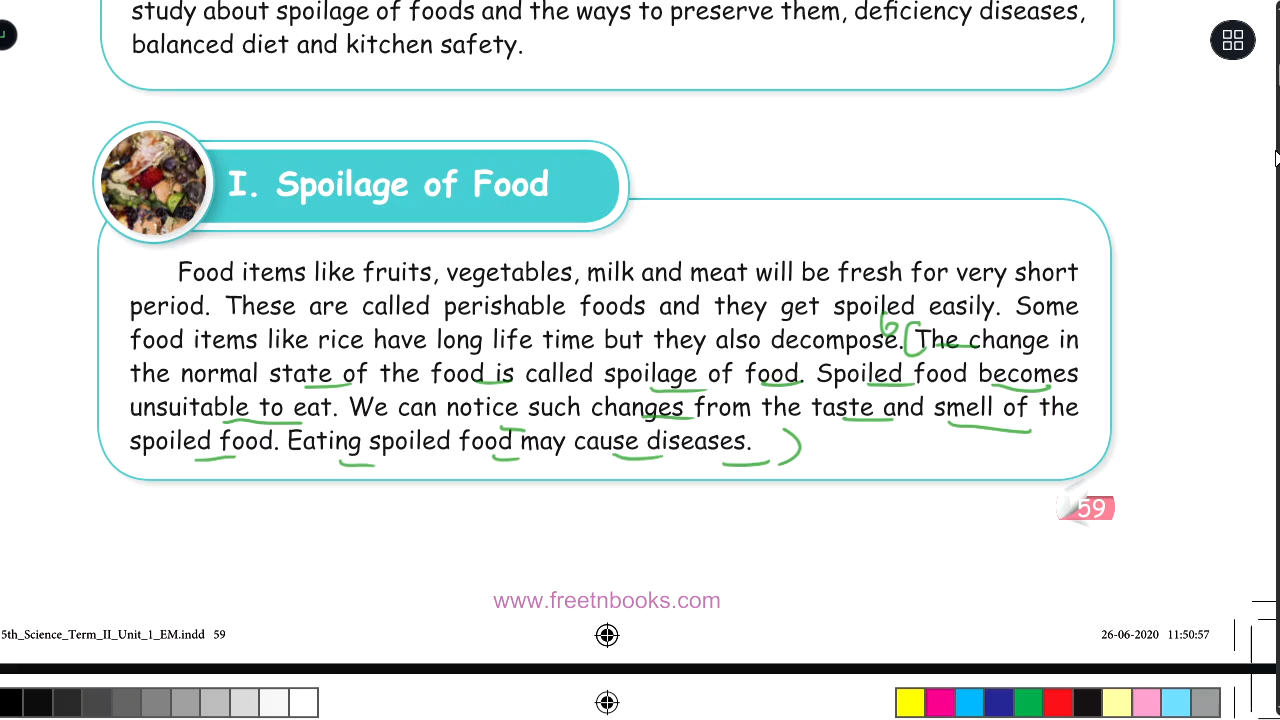 study about spoilage of foods and the ways to preserve them, deficiency diseases,
balanced diet and kitchen safety.
I. Spoilage of Food
Food items like fruits, vegetables, milk and meat will be fresh for very short
period. These are called perishable foods and they get spoiled easily. Some
food items like rice have long life time but they also decompose. The change in
the normal state of the food is called spoilage of food. Spoiled food becomes
unsuitable to eat. We can notice such changes from the taste and smell of the
spoiled food. Eating spoiled food may cause diseases.
59
www.freetnbooks.com
5th_Science_Term_II_Unit_1_EM.indd 59
26-06-2020 11:50:57